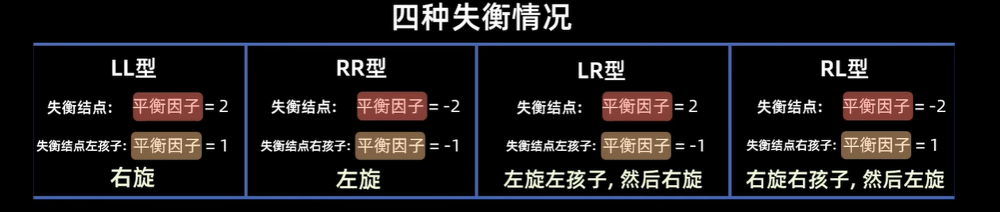 四种失衡情况
LL型
失衡结点: 平衡因子 = 2
失衡结点左孩子: 平衡因子 = 1
右旋
RR型
失衡结点: 平衡因子 = -2
失衡结点右孩子: 平衡因子 = -1
左旋
LR型
失衡结点: 平衡因子 = 2
失衡结点左孩子: 平衡因子 = -1
左旋左孩子, 然后右旋
RL型
失衡结点: 平衡因子 = -2
失衡结点右孩子: 平衡因子 = 1
右旋右孩子, 然后左旋